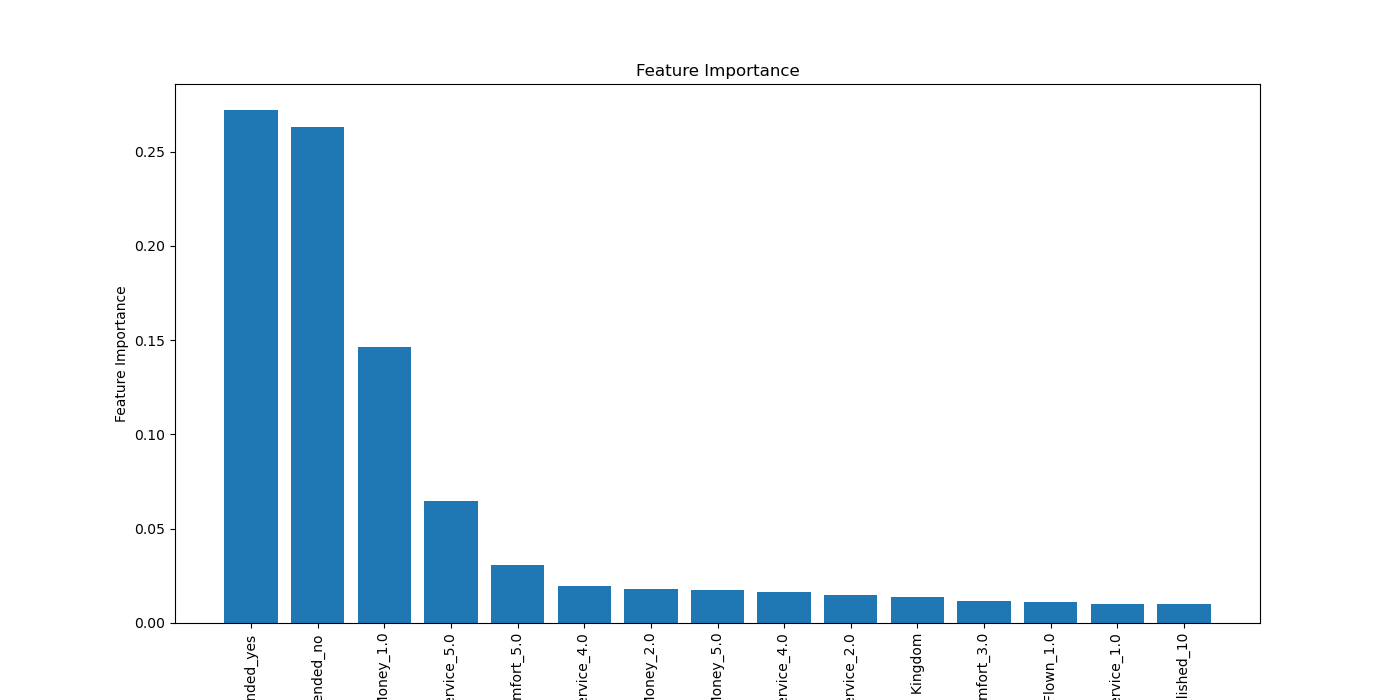 Feature Importance
Feature Importance
0.25
0.20
0.15
0.10
0.05
0.00
nded_yes
ended_no
Money_1.0
ervice_5.0
mfort_5.0
ervice_4.0
Money_2.0
Money_5.0
ervice_4.0
ervice_2.0
Kingdom
mfort_3.0
Flown_1.0
ervice_1.0
lished_10